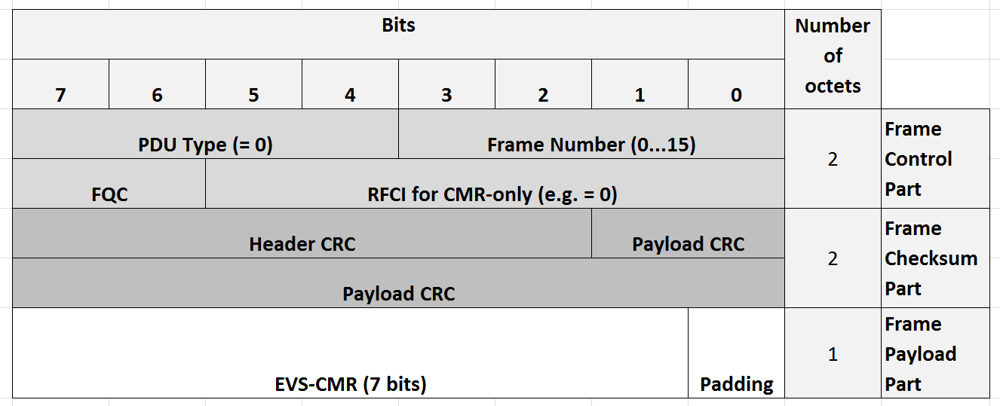 Bits
Number
of
octets
7 6 5 4 3 2 1 0
PDU Type (= 0) Frame Number (0...15)
2
Frame
Control
Part
FQC RFCI for CMR-only (e.g. = 0)
Header CRC Payload CRC
2
Frame
Checksum
Part
Payload CRC
EVS-CMR (7 bits) Padding
1
Frame
Payload
Part